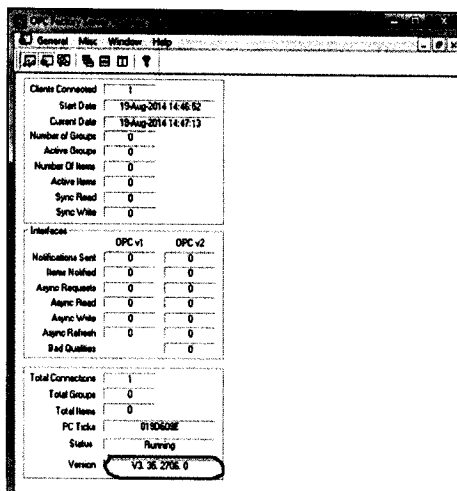 OPC
General Misc Window Help
Clients Connected 1
Start Date 19-Aug-2014 14:46:52
Current Date 19-Aug-2014 14:47:13
Number of Groups 0
Active Groups 0
Number Of Items 0
Active Items 0
Sync Read 0
Sync Write 0
Interfaces
OPC v1 OPC v2
Notifications Sent 0 0
Items Notified 0 0
Async Requests 0 0
Async Read 0 0
Async Write 0 0
Async Refresh 0 0
Bad Qualities 0
Total Connections 1
Total Groups 0
Total Items 0
PC Ticks 019D609E
Status Running
Version V3. 36. 2706. 0